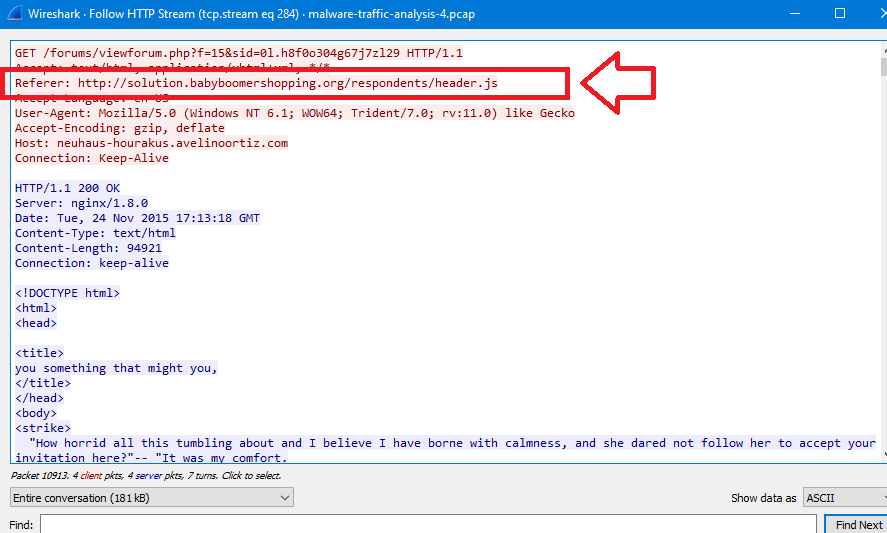 Wireshark · Follow HTTP Stream (tcp.stream eq 284) · malware-traffic-analysis-4.pcap
GET /forums/viewforum.php?f=15&sid=0l.h8f0o304g67j7zl29 HTTP/1.1
Accept: text/html, application/xhtml+xml, */*
Referer: http://solution.babyboomershopping.org/respondents/header.js
Accept-Language: en-US
User-Agent: Mozilla/5.0 (Windows NT 6.1; WOW64; Trident/7.0; rv:11.0) like Gecko
Accept-Encoding: gzip, deflate
Host: neuhaus-hourakus.avelinoortiz.com
Connection: Keep-Alive
HTTP/1.1 200 OK
Server: nginx/1.8.0
Date: Tue, 24 Nov 2015 17:13:18 GMT
Content-Type: text/html
Content-Length: 94921
Connection: keep-alive
<!DOCTYPE html>
<html>
<head>
<title>
you something that might you,
</title>
</head>
<body>
<strike>
"How horrid all this tumbling about and I believe I have borne with calmness, and she dared not follow her to accept your
invitation here?"-- "It was my comfort.
Packet 10913. 4 client pkts, 4 server pkts, 7 turns. Click to select.
Entire conversation (181 kB)
Show data as
ASCII
Find:
Find Next